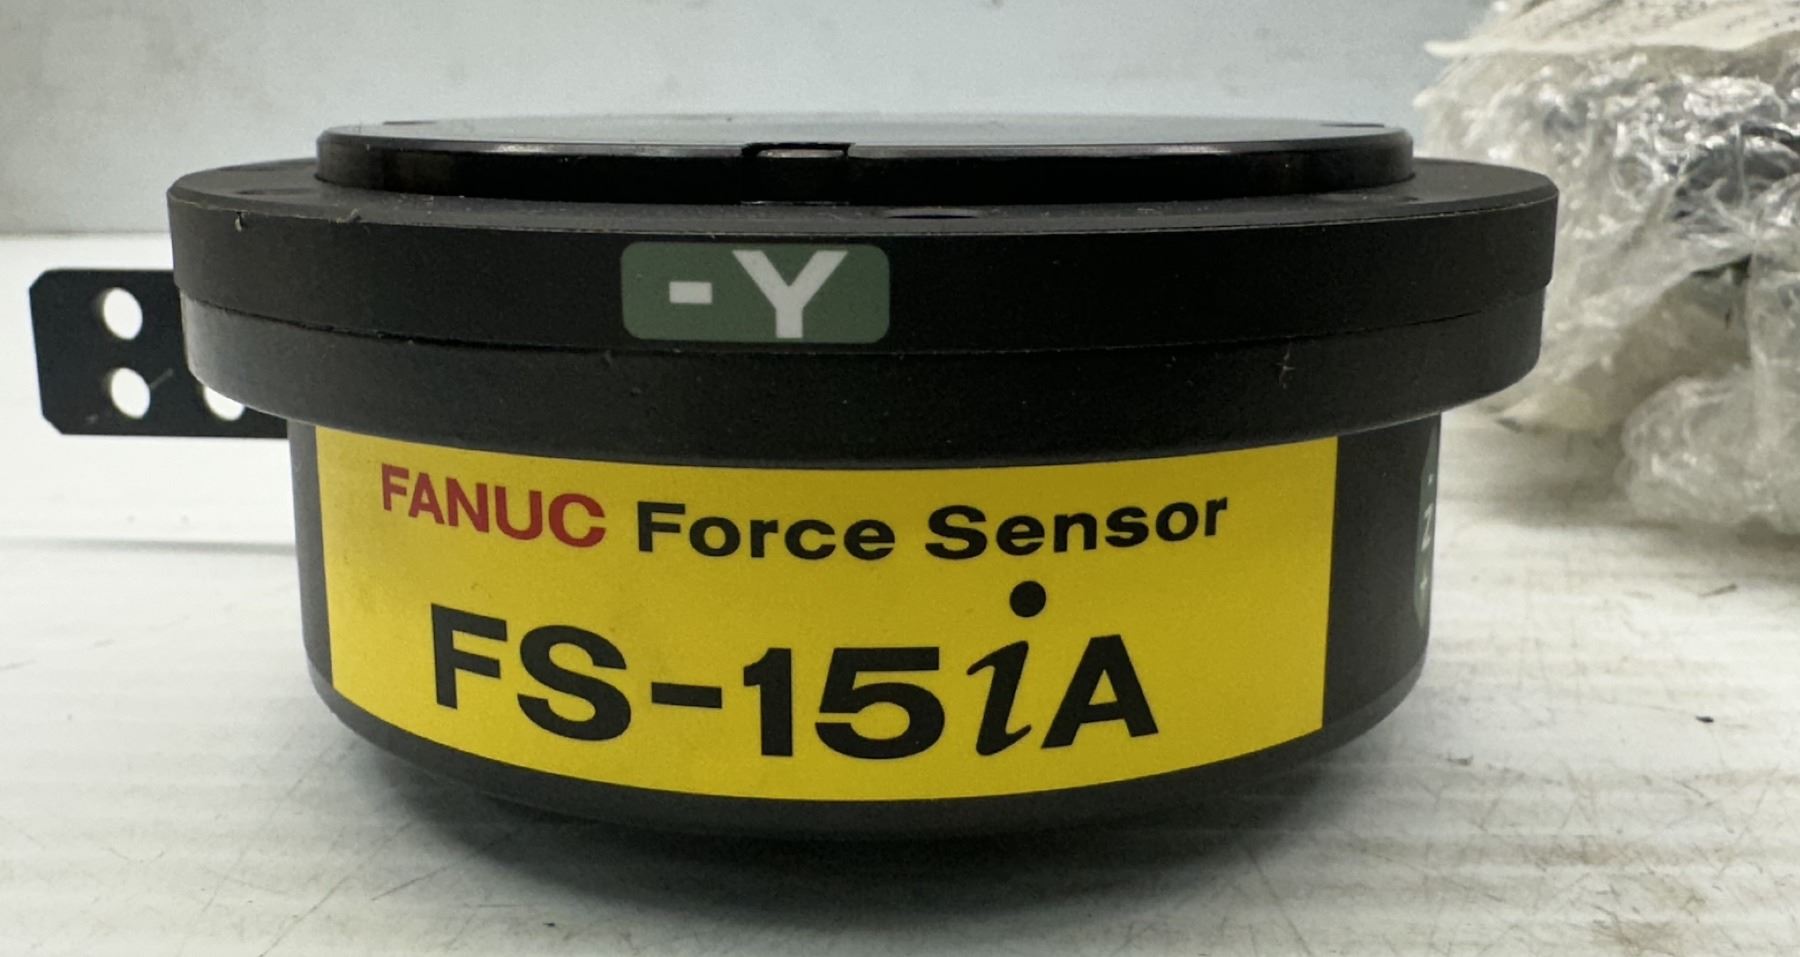 -Y
FANUC Force Sensor
FS-15iA